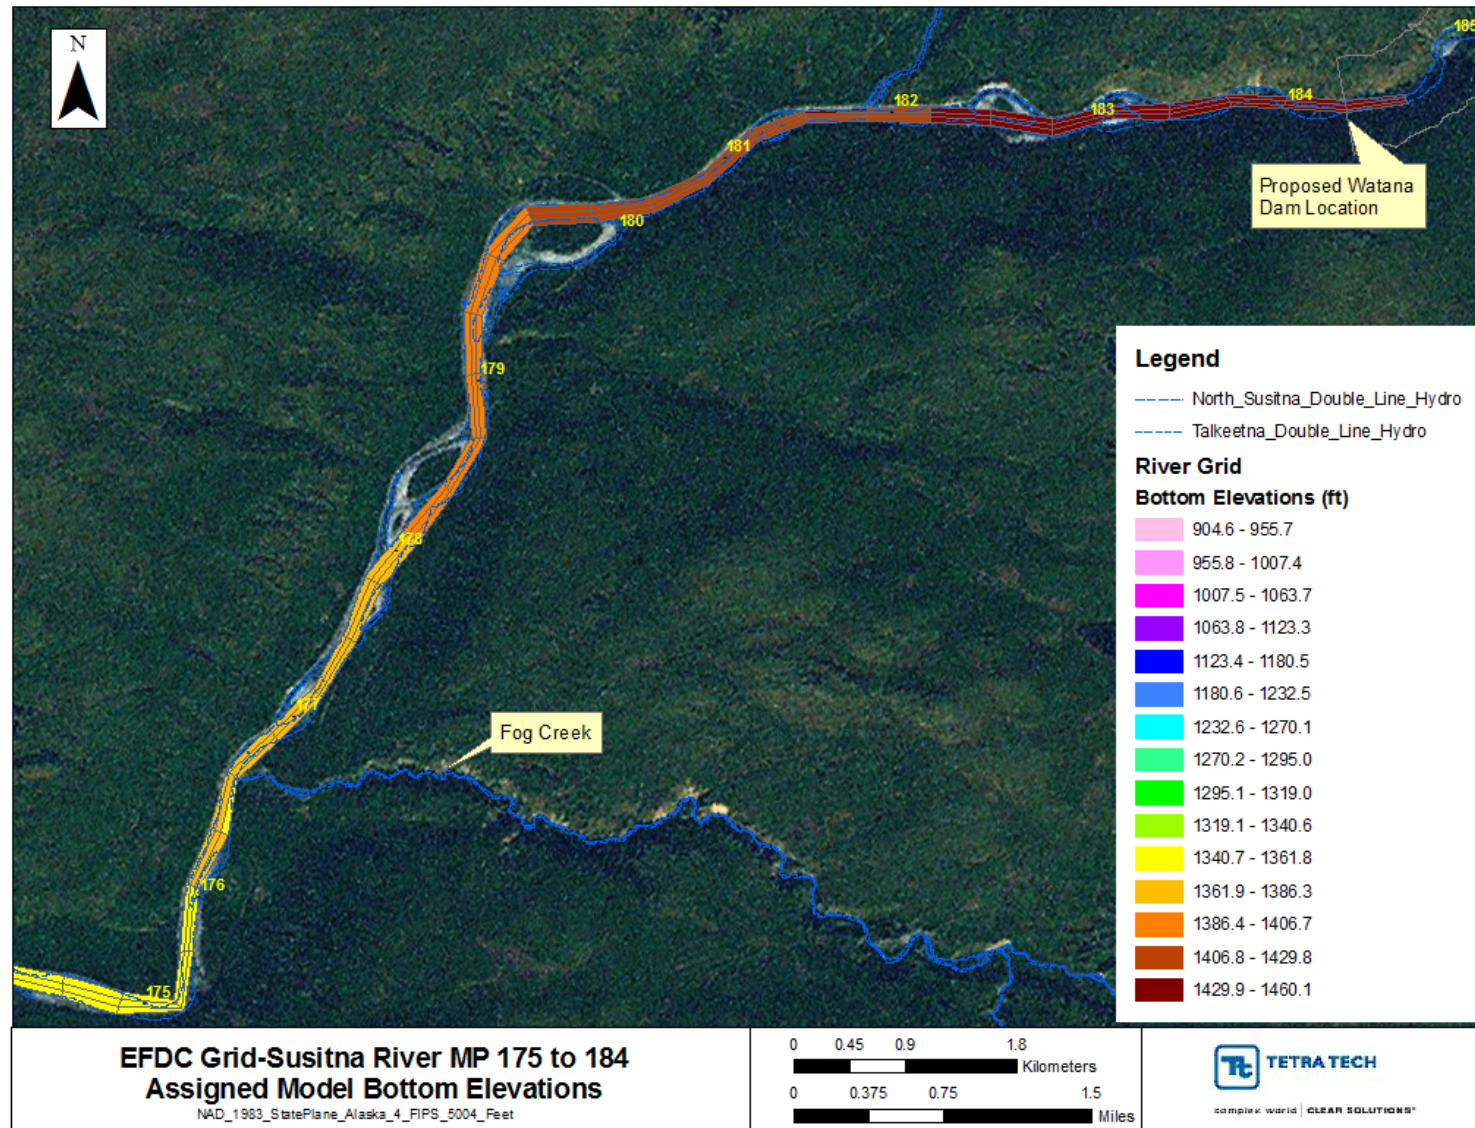 N
185
182
183
184
181
Proposed Watana
Dam Location
180
179
178
177
Fog Creek
176
175
Legend
North_Susitna_Double_Line_Hydro
Talkeetna_Double_Line_Hydro
River Grid
Bottom Elevations (ft)
904.6 - 955.7
955.8 - 1007.4
1007.5 - 1063.7
1063.8 - 1123.3
1123.4 - 1180.5
1180.6 - 1232.5
1232.6 - 1270.1
1270.2 - 1295.0
1295.1 - 1319.0
1319.1 - 1340.6
1340.7 - 1361.8
1361.9 - 1386.3
1386.4 - 1406.7
1406.8 - 1429.8
1429.9 - 1460.1
EFDC Grid-Susitna River MP 175 to 184
Assigned Model Bottom Elevations
NAD_1983_StatePlane_Alaska_4_FIPS_5004_Feet
0 0.45 0.9 1.8
Kilometers
0 0.375 0.75 1.5
Miles
Tt TETRA TECH
complex world | CLEAR SOLUTIONS™